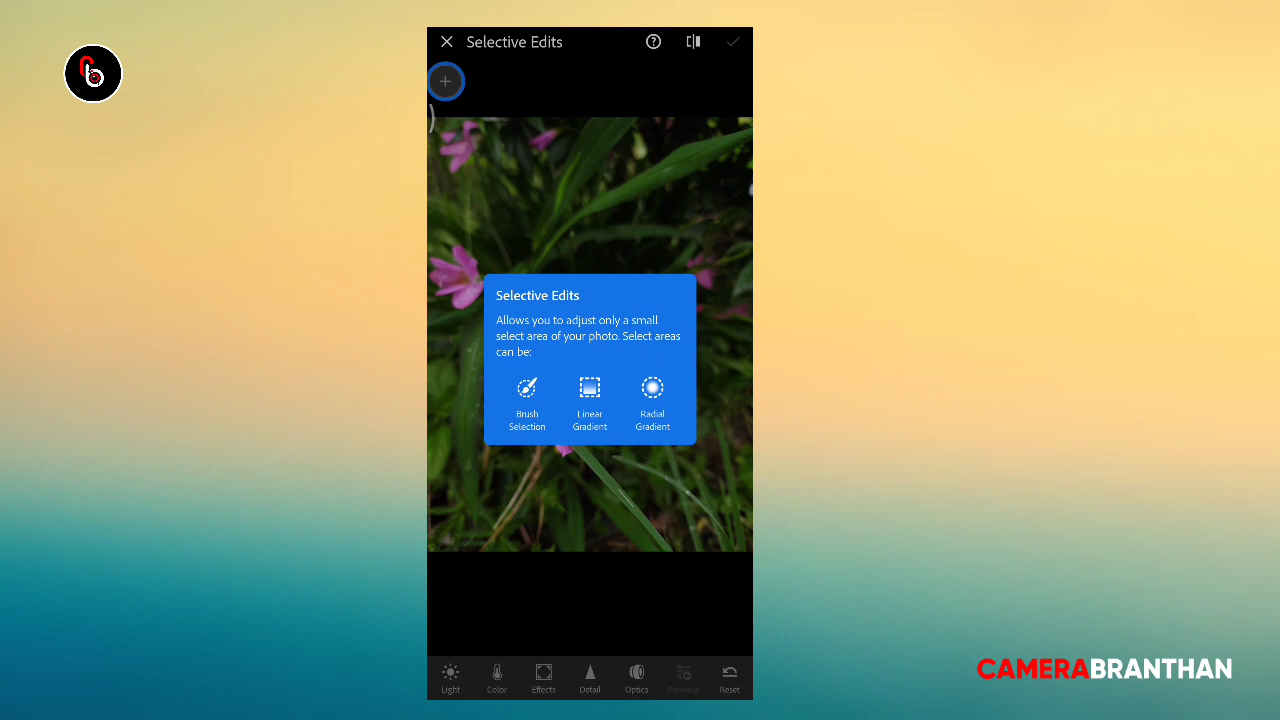 Selective Edits
Selective Edits
Allows you to adjust only a small
select area of your photo. Select areas
can be:
Brush
Selection
Linear
Gradient
Radial
Gradient
Light
Color
Effects
Detail
Optics
Previous
Reset
CAMERABRANTHAN